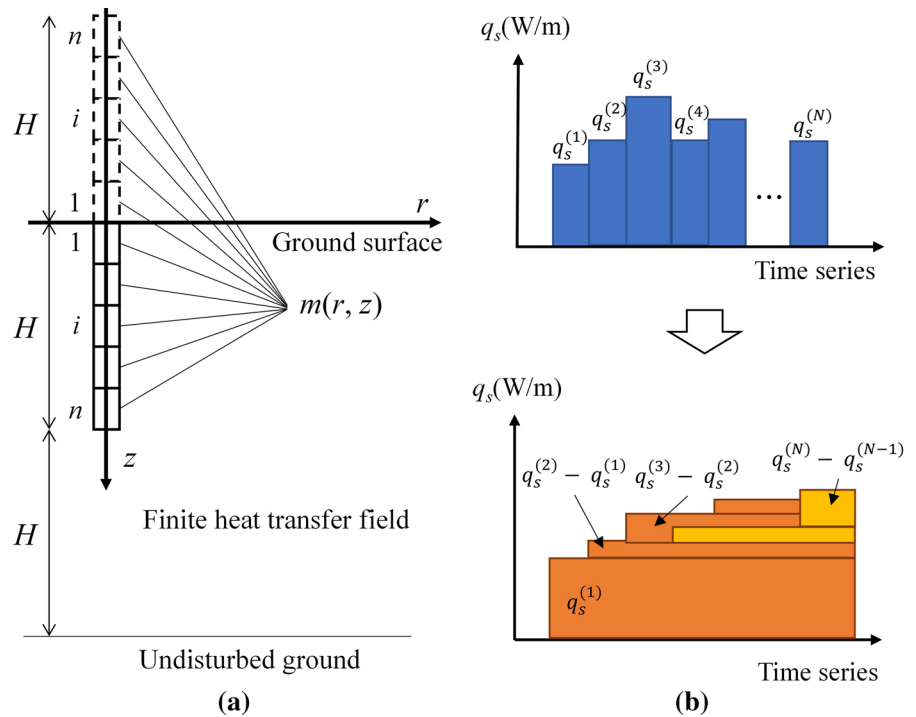 n
i
H
1
r
Ground surface
1
m(r, z)
i
H
n
z
Finite heat transfer field
H
Undisturbed ground
(a)
q_s(W/m)
q_s^{(3)}
q_s^{(2)}
q_s^{(1)}
q_s^{(4)}
q_s^{(N)}
...
Time series
q_s(W/m)
q_s^{(N)} − q_s^{(N−1)}
q_s^{(2)} − q_s^{(1)} q_s^{(3)} − q_s^{(2)}
q_s^{(1)}
Time series
(b)